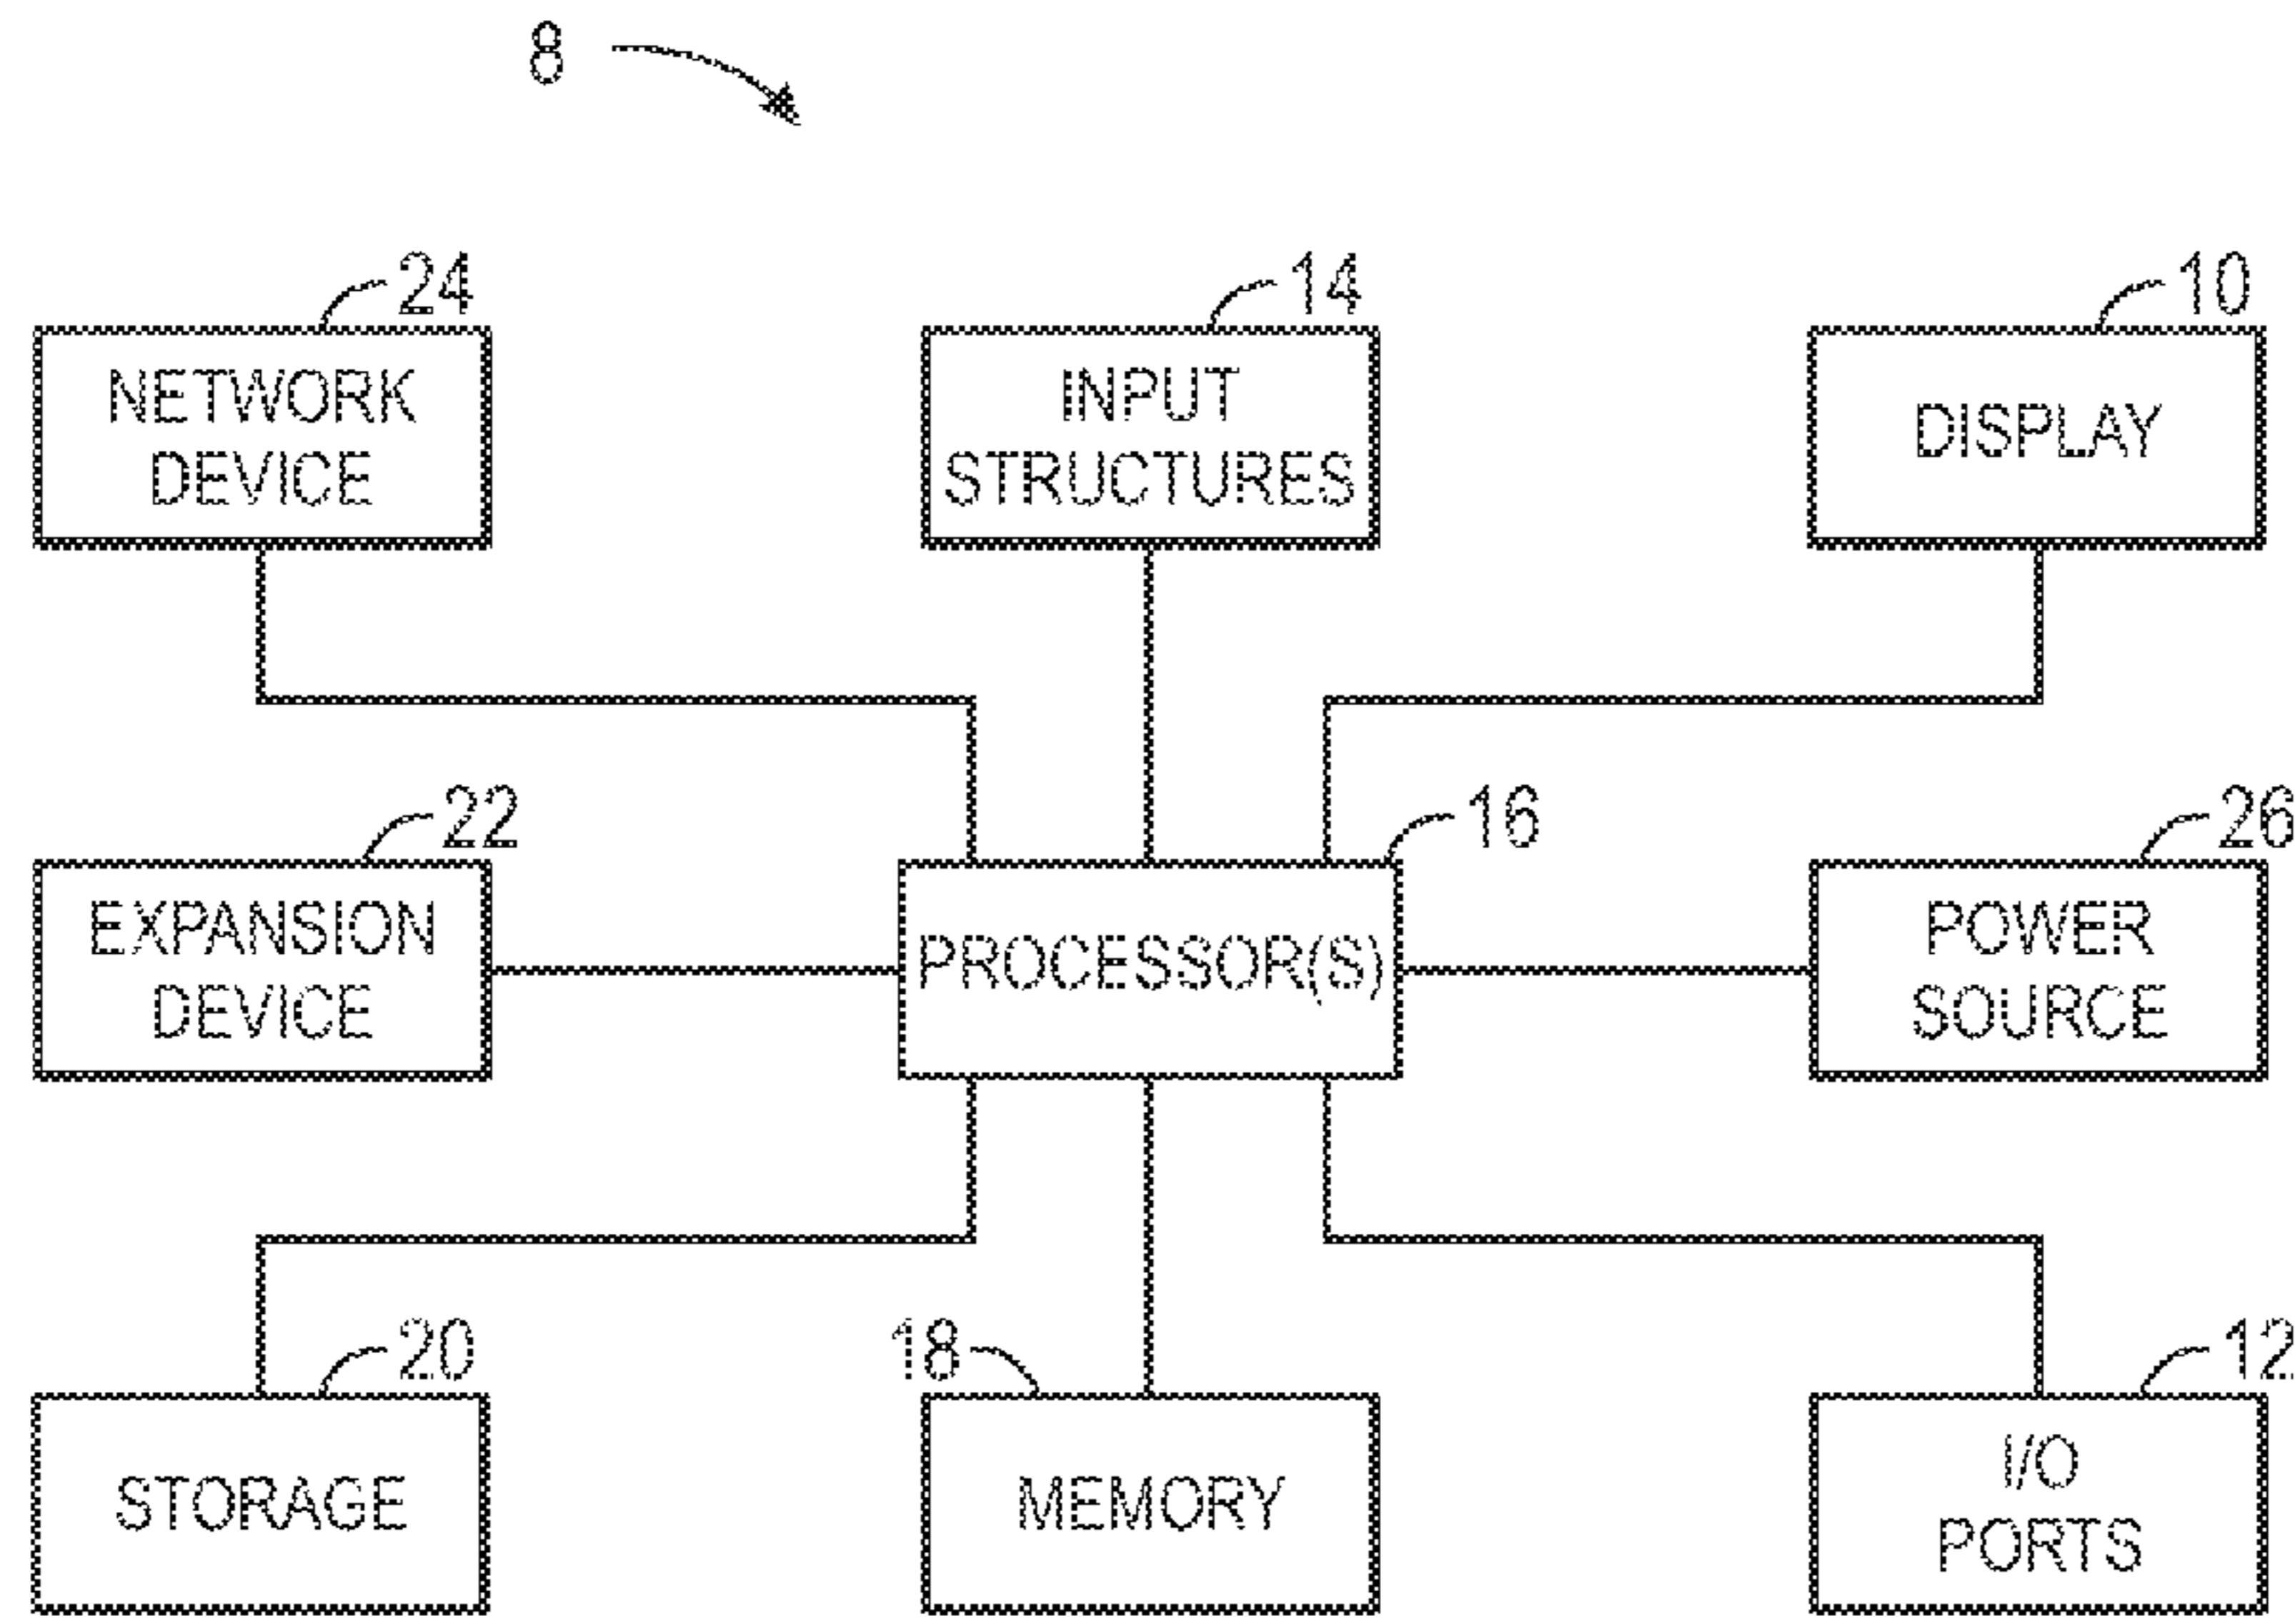 8
24
NETWORK
DEVICE
14
INPUT
STRUCTURES
10
DISPLAY
22
EXPANSION
DEVICE
16
PROCESSOR(S)
26
POWER
SOURCE
20
STORAGE
18
MEMORY
12
I/O
PORTS